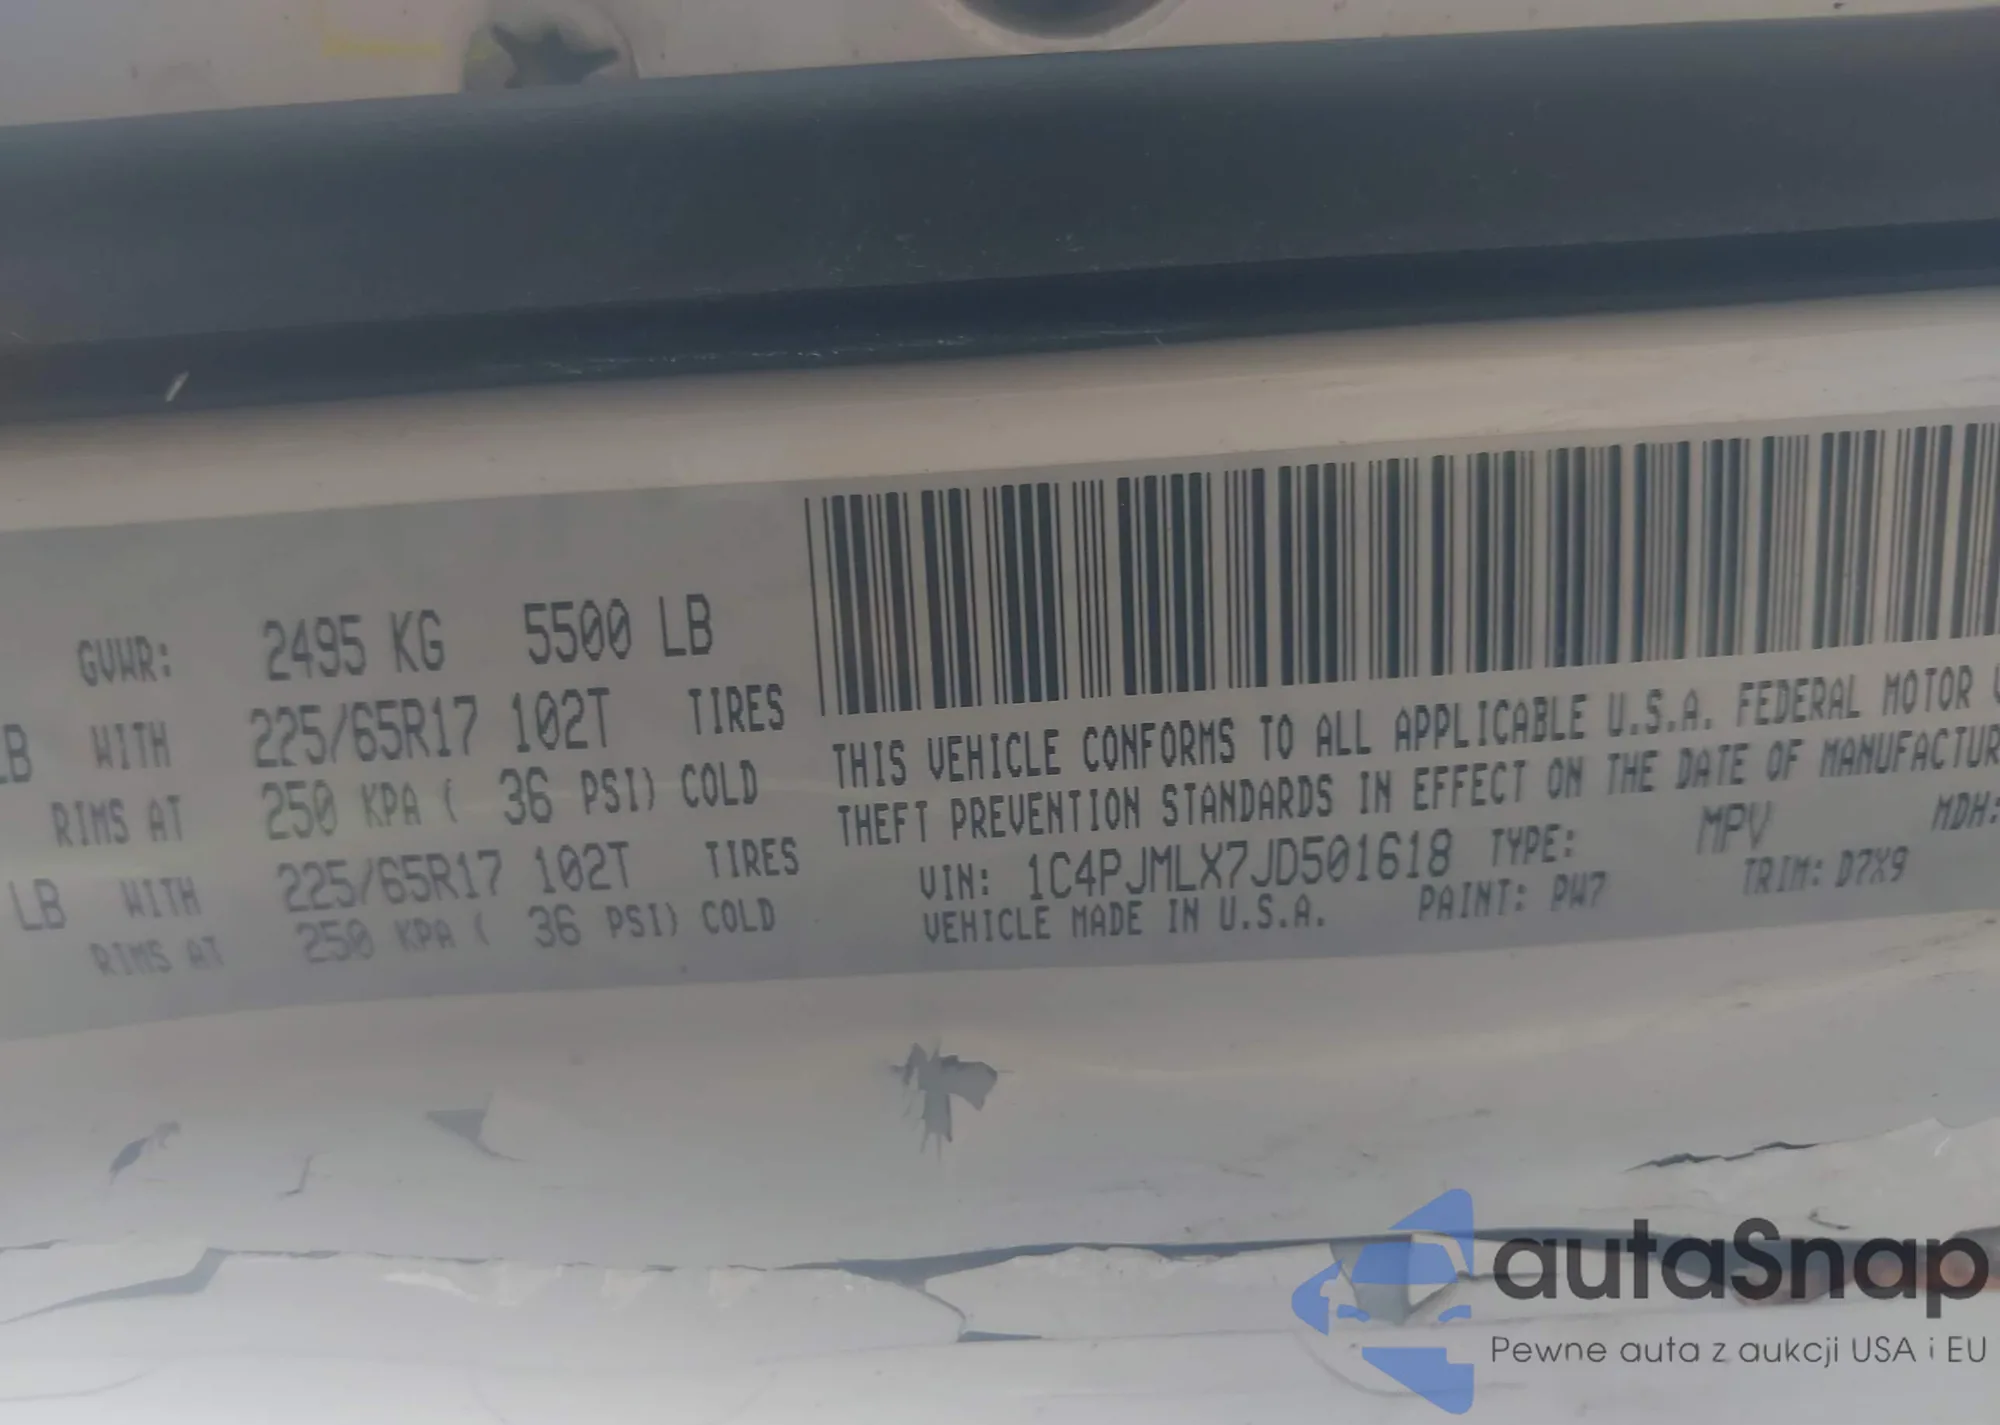 GVWR: 2495 KG 5500 LB
LB WITH 225/65R17 102T TIRES
RIMS AT 250 KPA ( 36 PSI) COLD
LB WITH 225/65R17 102T TIRES
RIMS AT 250 KPA ( 36 PSI) COLD
THIS VEHICLE CONFORMS TO ALL APPLICABLE U.S.A. FEDERAL MOTOR
THEFT PREVENTION STANDARDS IN EFFECT ON THE DATE OF MANUFACTUR
VIN: 1C4PJMLX7JD501618 TYPE: MPV MDH:
VEHICLE MADE IN U.S.A. PAINT: PW7 TRIM: D7X9
autaSnap
Pewne auta z aukcji USA i EU